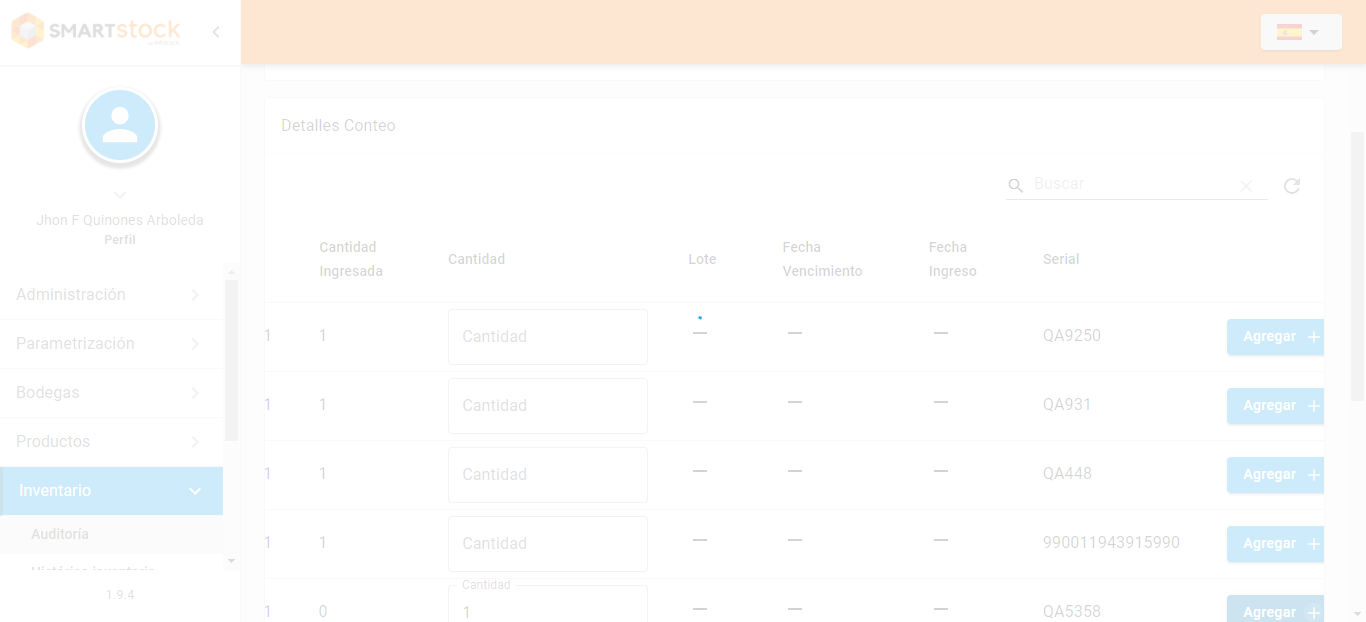 SMARTstock
Jhon F Quinones Arboleda
Perfil
Administración
Parametrización
Bodegas
Productos
Inventario
Auditoría
Histórico inventario
1.9.4
Detalles Conteo
Buscar
Cantidad Ingresada
Cantidad
Lote
Fecha Vencimiento
Fecha Ingreso
Serial
1 1 Cantidad — — — QA9250 Agregar +
1 1 Cantidad — — — QA931 Agregar +
1 1 Cantidad — — — QA448 Agregar +
1 1 Cantidad — — — 990011943915990 Agregar +
Cantidad
1 0 1 — — — QA5358 Agregar +